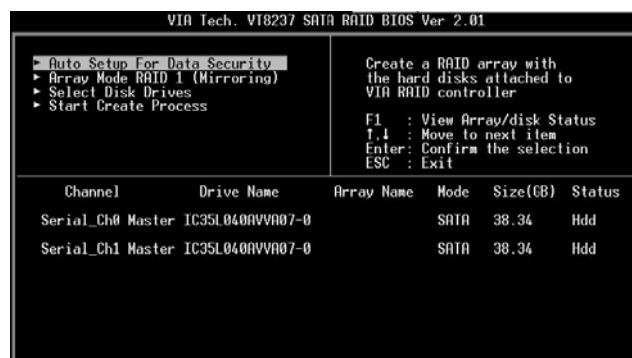 VIA Tech. VT8237 SATA RAID BIOS Ver 2.01
► Auto Setup For Data Security
► Array Mode RAID 1 (Mirroring)
► Select Disk Drives
► Start Create Process
Create a RAID array with
the hard disks attached to
VIA RAID controller
F1 : View Array/disk Status
↑,↓ : Move to next item
Enter: Confirm the selection
ESC : Exit
Channel Drive Name Array Name Mode Size(GB) Status
Serial_Ch0 Master IC35L040AVVA07-0 SATA 38.34 Hdd
Serial_Ch1 Master IC35L040AVVA07-0 SATA 38.34 Hdd